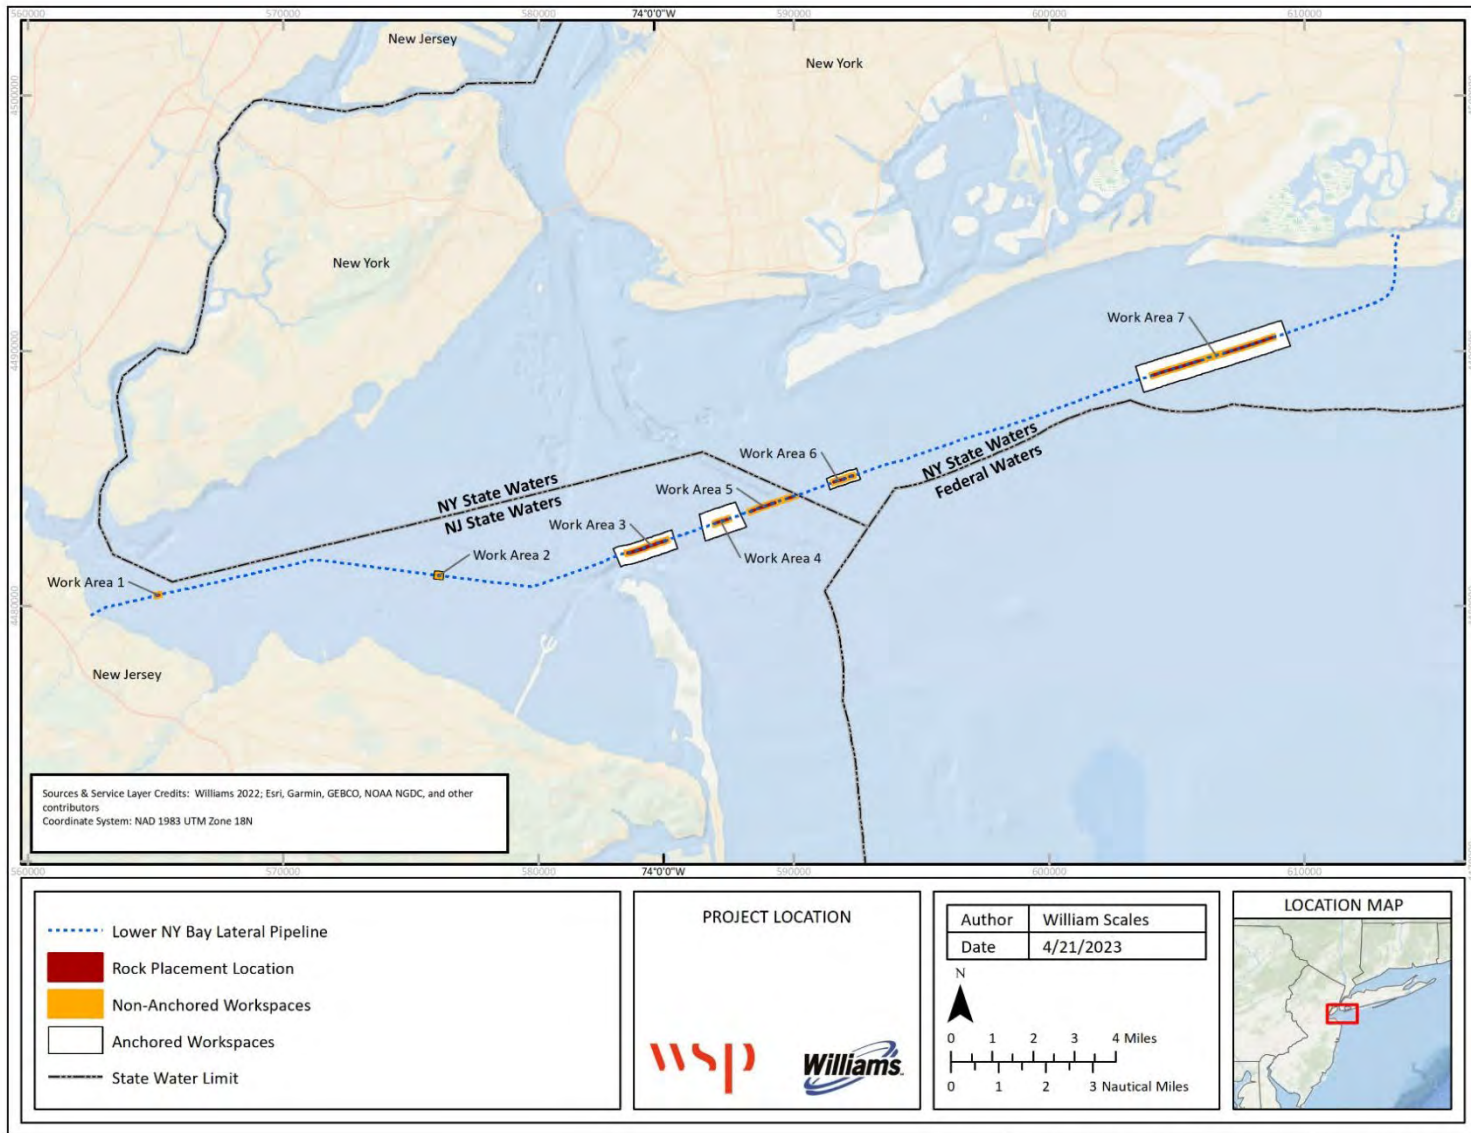 560000 570000 580000 74°0'0"W 590000 600000 610000
New Jersey
New York
4500000
New York
Work Area 7
4490000
NY State Waters
Federal Waters
Work Area 6
NY State Waters
NJ State Waters
Work Area 5
Work Area 3
Work Area 4
Work Area 2
Work Area 1
4480000
New Jersey
Sources & Service Layer Credits: Williams 2022; Esri, Garmin, GEBCO, NOAA NGDC, and other
contributors
Coordinate System: NAD 1983 UTM Zone 18N
560000 570000 580000 74°0'0"W 590000 600000 610000
Lower NY Bay Lateral Pipeline
Rock Placement Location
Non-Anchored Workspaces
Anchored Workspaces
State Water Limit
PROJECT LOCATION
wsp
Williams
Author William Scales
Date 4/21/2023
N
0 1 2 3 4 Miles
0 1 2 3 Nautical Miles
LOCATION MAP